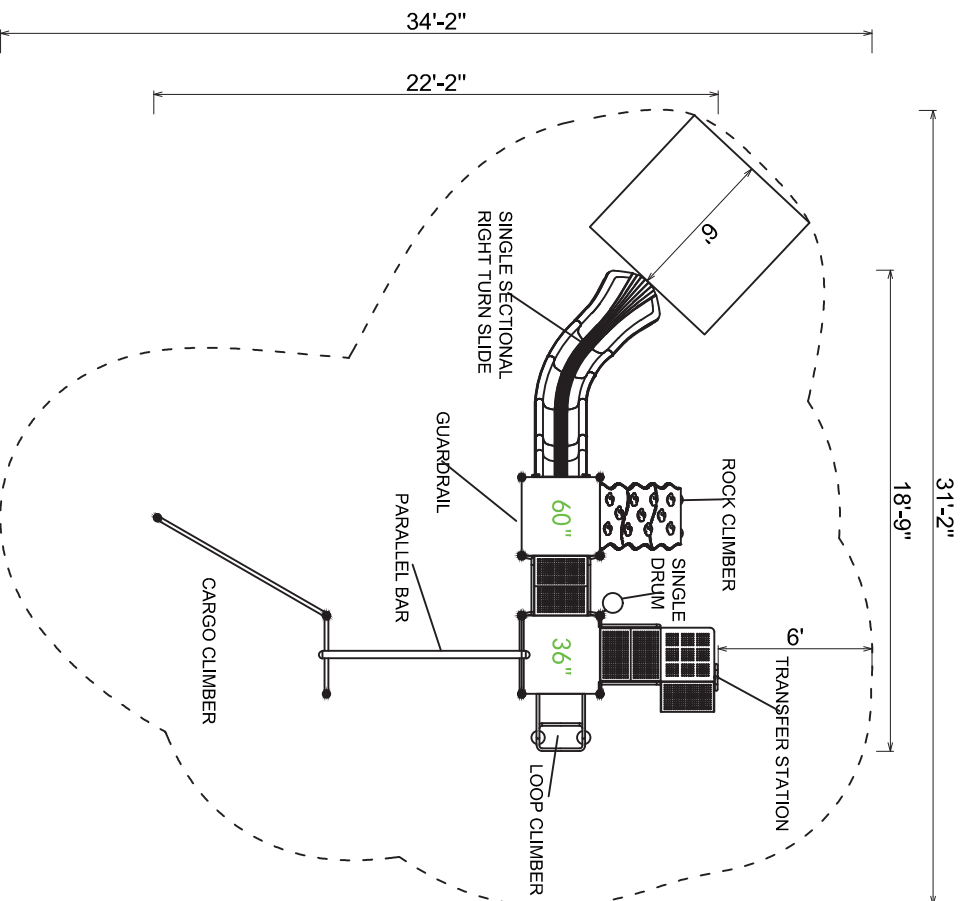 34'-2"
22'-2"
31'-2"
18'-9"
6'
SINGLE SECTIONAL
RIGHT TURN SLIDE
GUARDRAIL
ROCK CLIMBER
60"
PARALLEL BAR
SINGLE
DRUM
CARGO CLIMBER
36"
6'
TRANSFER STATION
LOOP CLIMBER